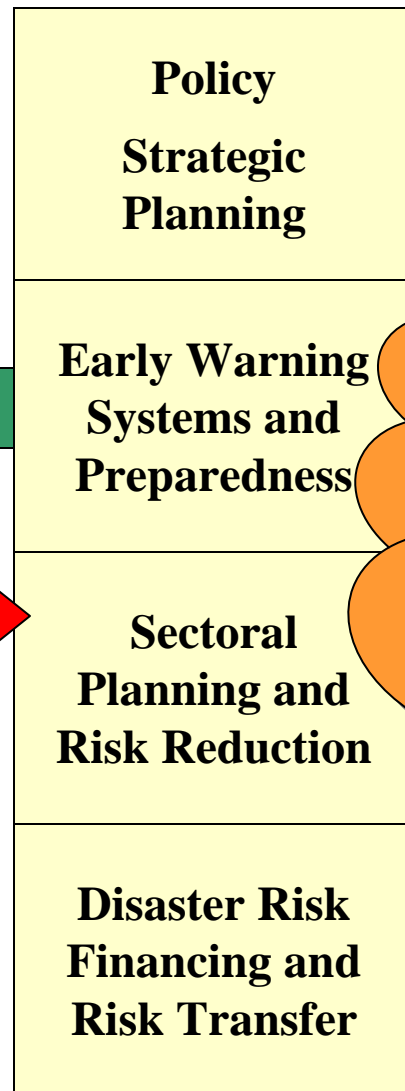 Policy
Strategic
Planning
Early Warning
Systems and
Preparedness
Sectoral
Planning and
Risk Reduction
Disaster Risk
Financing and
Risk Transfer